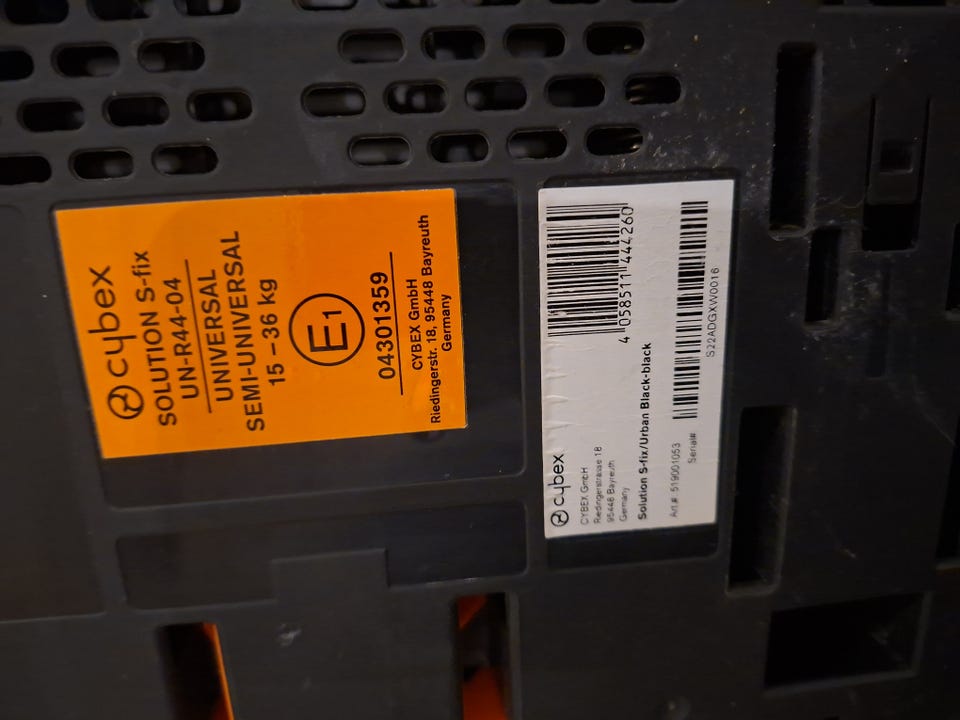 cybex
SOLUTION S-fix
UN-R44-04
UNIVERSAL
SEMI-UNIVERSAL
15 – 36 kg
E1
04301359
CYBEX GmbH
Riedingerstr. 18, 95448 Bayreuth
Germany
cybex
CYBEX GmbH
Riedingerstrasse 18
95448 Bayreuth
Germany
4 058511 444260
Solution S-fix/Urban Black-black
Art.# 519001053
Serial#
S22ADGXW0016